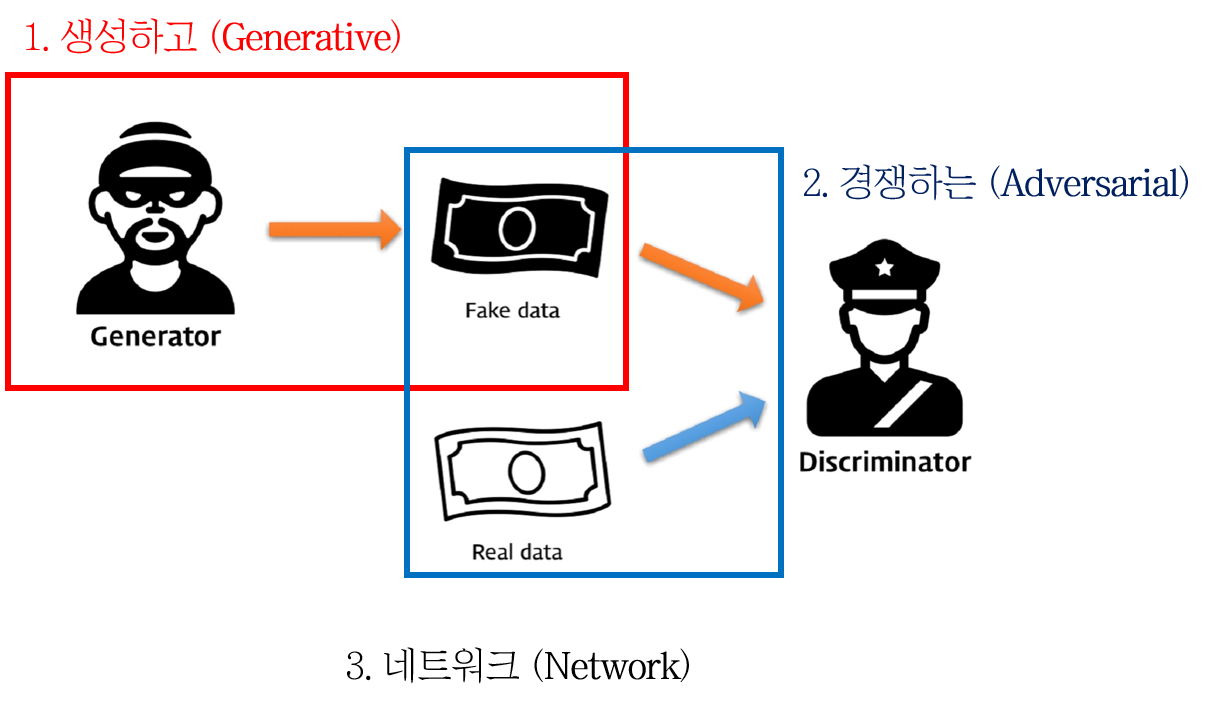 1. 생성하고 (Generative)
2. 경쟁하는 (Adversarial)
Fake data
Generator
Discriminator
Real data
3. 네트워크 (Network)